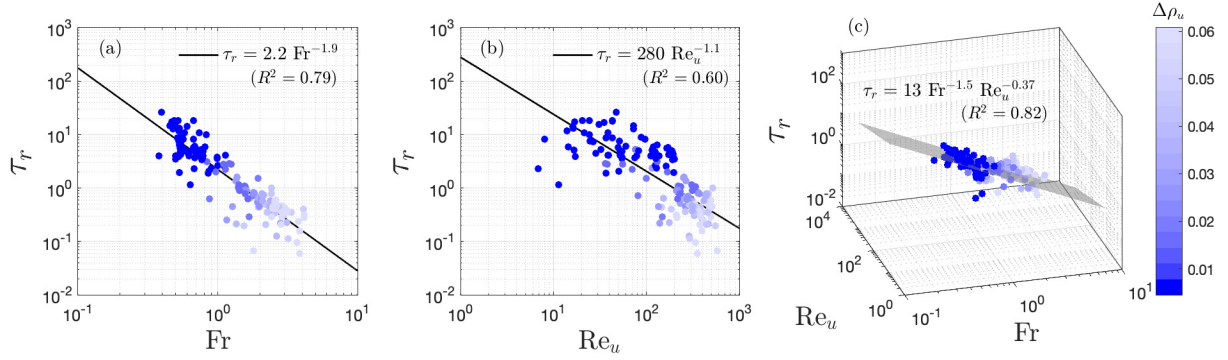 (a)
τ_r = 2.2 Fr^{-1.9}
(R^2 = 0.79)
τ_r
10^3
10^2
10^1
10^0
10^{-1}
10^{-2}
10^{-1}
10^0
10^1
Fr
(b)
τ_r = 280 Re_u^{-1.1}
(R^2 = 0.60)
τ_r
10^3
10^2
10^1
10^0
10^{-1}
10^{-2}
10^0
10^1
10^2
10^3
Re_u
(c)
τ_r = 13 Fr^{-1.5} Re_u^{-0.37}
(R^2 = 0.82)
τ_r
10^2
10^0
10^{-2}
10^4
10^2
10^0
Re_u
10^{-1}
10^0
10^1
Fr
Δρ_u
0.06
0.05
0.04
0.03
0.02
0.01